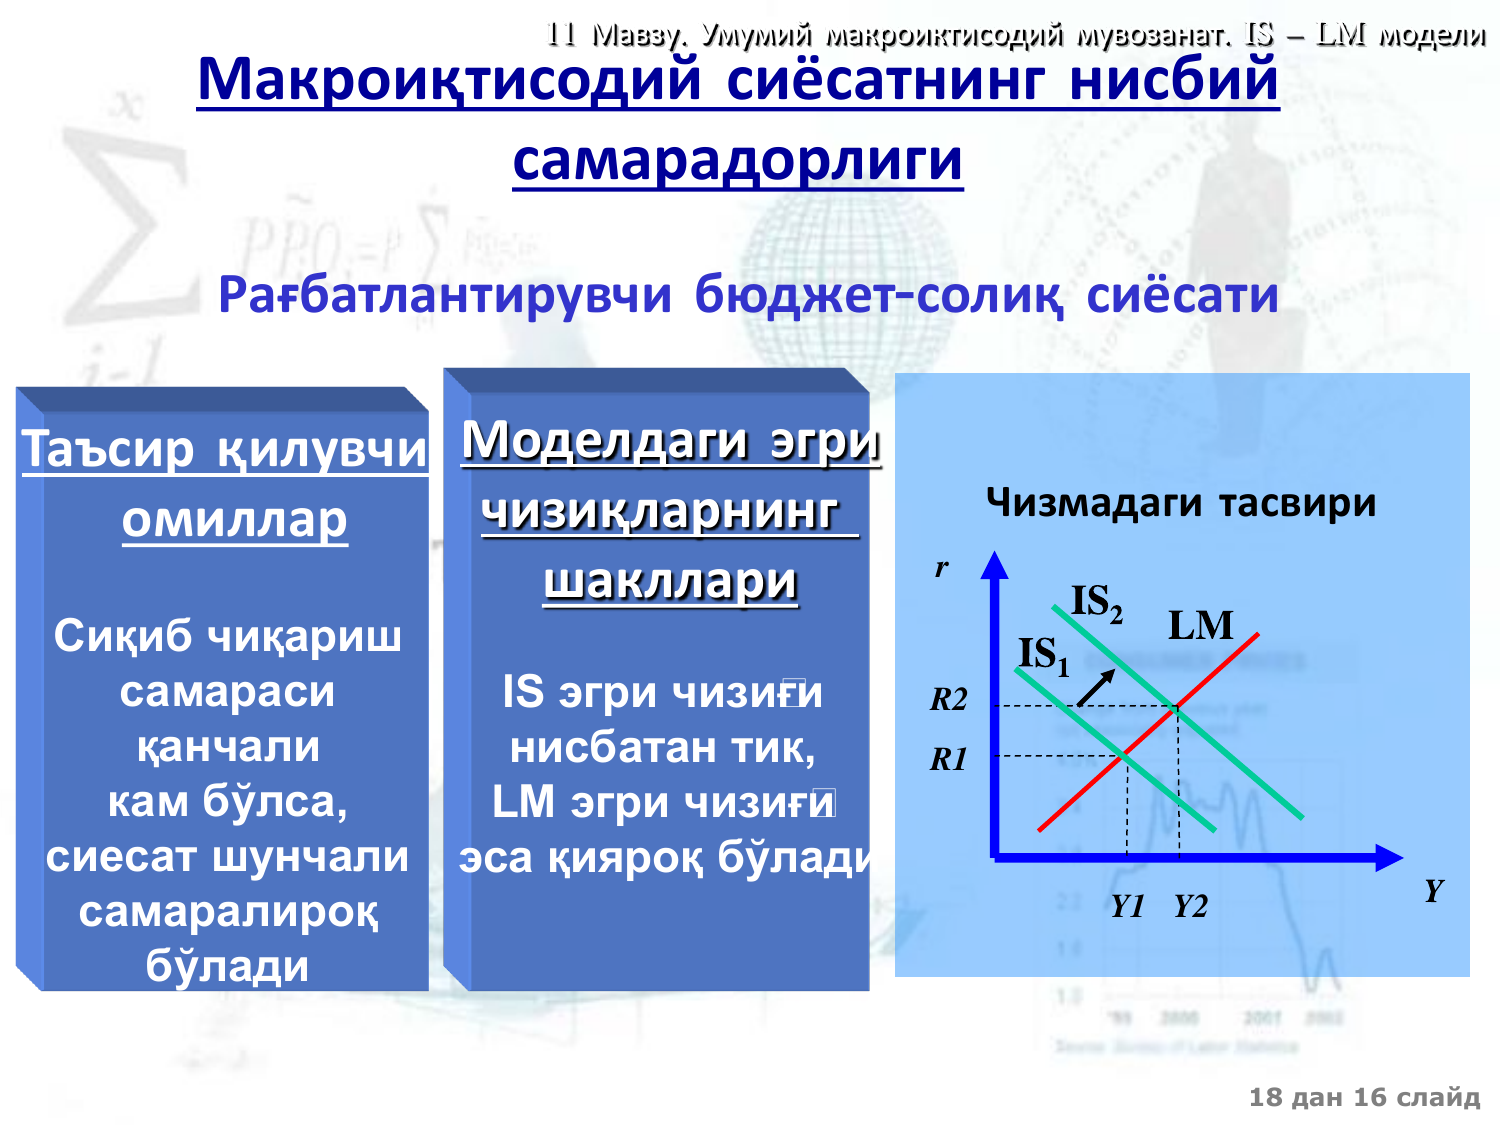 11 Мавзу. Умумий макроиктисодий мувозанат. IS – LM модели
Макроиқтисодий сиёсатнинг нисбий
самарадорлиги
Рағбатлантирувчи бюджет-солиқ сиёсати
Таъсир қилувчи
омиллар
Сиқиб чиқариш
самараси
қанчали
кам бўлса,
сиесат шунчали
самаралироқ
бўлади
Моделдаги эгри
чизиқларнинг
шакллари
IS эгри чизиғи
нисбатан тик,
LM эгри чизиғи
эса қияроқ бўлади
Чизмадаги тасвири
r
IS2
LM
IS1
R2
R1
Y
Y1 Y2
18 дан 16 слайд